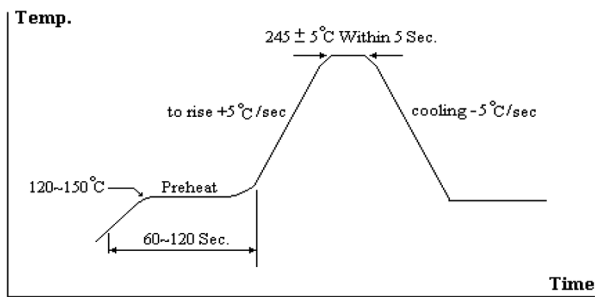 Temp.
245 ± 5°C Within 5 Sec.
to rise +5°C/sec
cooling -5°C/sec
120~150°C
Preheat
60~120 Sec.
Time